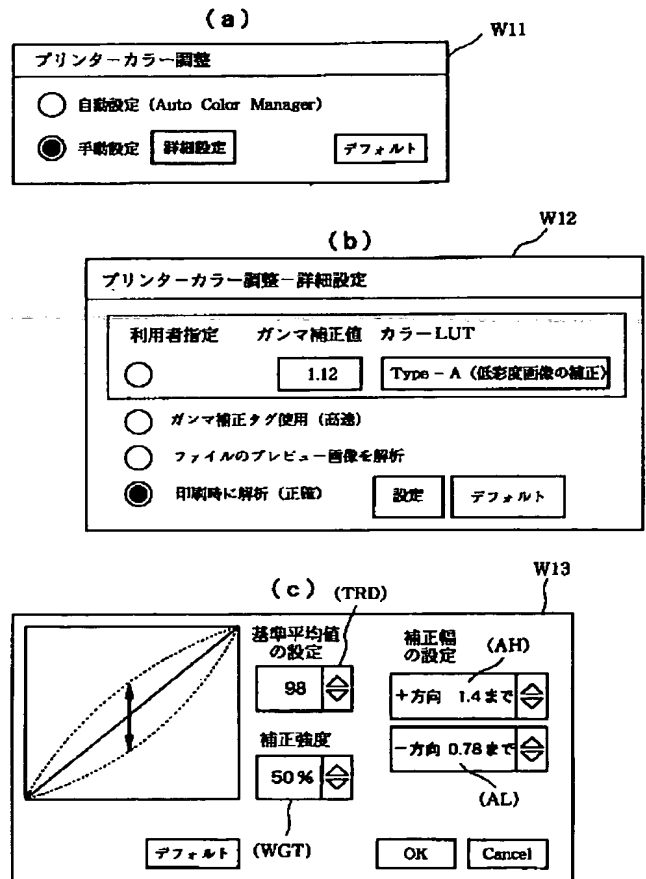 (a)
W11
プリンターカラー調整
自動設定 (Auto Color Manager)
手動設定 詳細設定 デフォルト
W12
(b)
プリンターカラー調整－詳細設定
利用者指定 ガンマ補正値 カラーLUT
1.12 Type－A (低彩度画像の補正)
ガンマ補正タグ使用 (高速)
ファイルのプレビュー画像を解析
印刷時に解析 (正確) 設定 デフォルト
W13
(c) (TRD)
基準平均値の設定 補正幅の設定 (AH)
98 +方向 1.4まで
補正強度 −方向 0.78まで
50% (AL)
デフォルト (WGT) OK Cancel